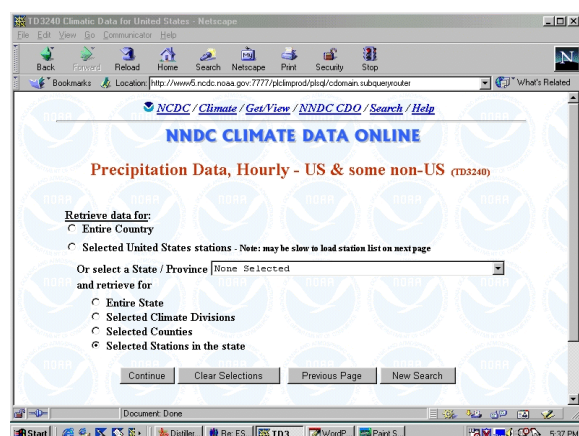 TD3240 Climatic Data for United States - Netscape
File Edit View Go Communicator Help
Back Forward Reload Home Search Netscape Print Security Stop
Bookmarks Location: http://www5.ncdc.noaa.gov:7777/plclimprod/plsql/cdomain.subqueryrouter What's Related
NCDC / Climate / Get/View / NNDC CDO / Search / Help
NNDC CLIMATE DATA ONLINE
Precipitation Data, Hourly - US & some non-US (TD3240)
Retrieve data for:
Entire Country
Selected United States stations - Note: may be slow to load station list on next page
Or select a State / Province None Selected
and retrieve for
Entire State
Selected Climate Divisions
Selected Counties
Selected Stations in the state
Continue Clear Selections Previous Page New Search
Document: Done
Start Distiller Re: FS TD3... WordP... Paint S... 5:37 PM